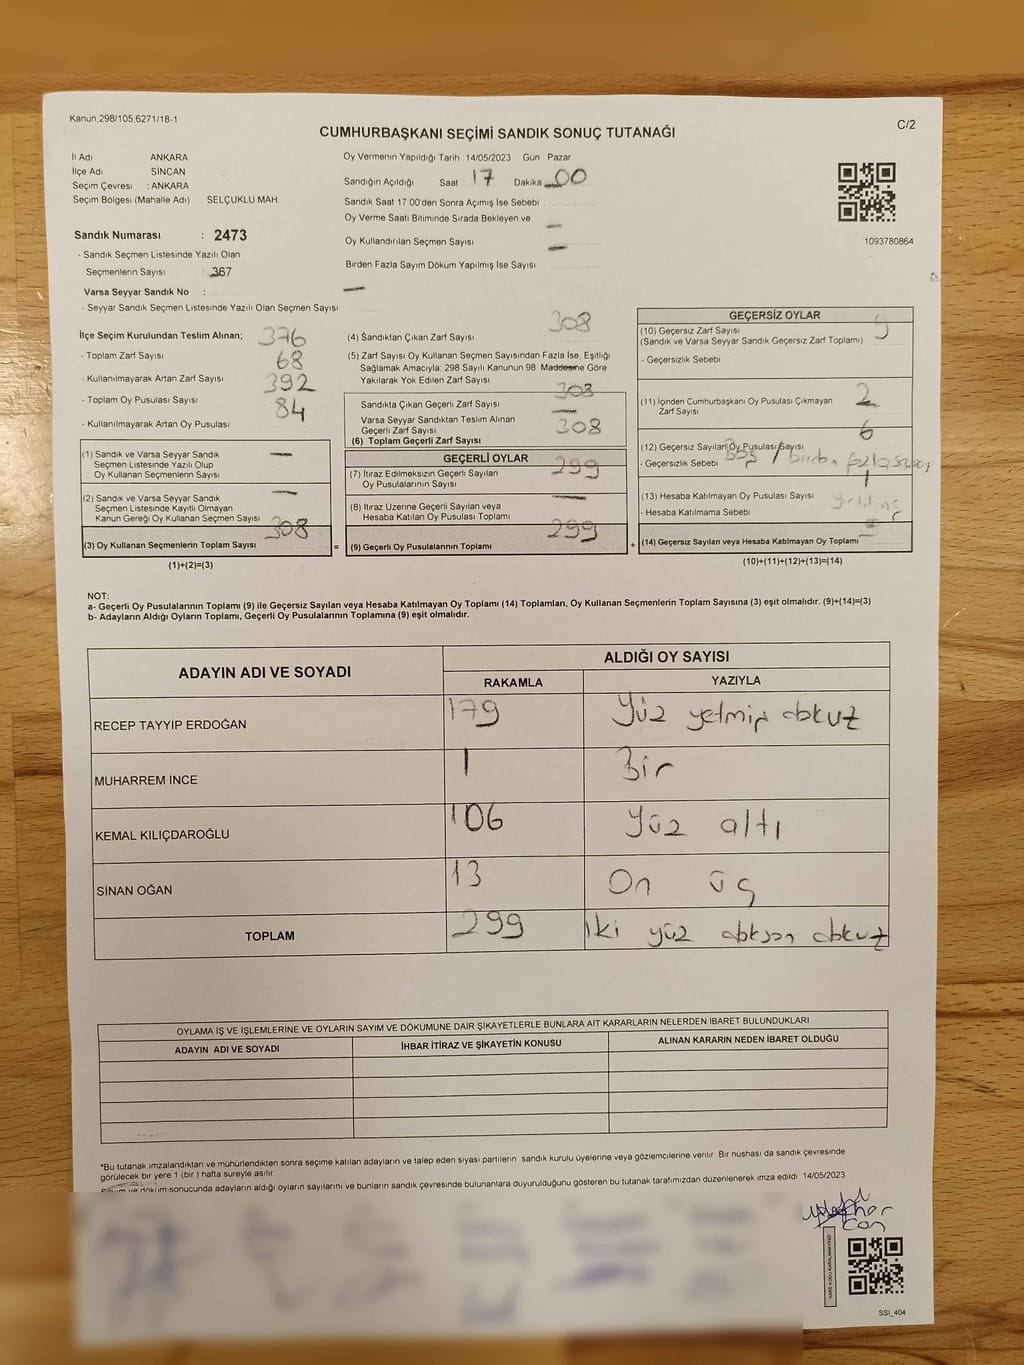 Kanun,298/105,6271/18-1
C/2
CUMHURBAŞKANI SEÇİMİ SANDIK SONUÇ TUTANAĞI
İl Adı ANKARA
İlçe Adı SİNCAN
Seçim Çevresi : ANKARA
Seçim Bölgesi (Mahalle Adı) : SELÇUKLU MAH.
Sandık Numarası : 2473
- Sandık Seçmen Listesinde Yazılı Olan
Seçmenlerin Sayısı : 367
Varsa Seyyar Sandık No :
- Seyyar Sandık Seçmen Listesinde Yazılı Olan Seçmen Sayısı :
Oy Vermenin Yapıldığı Tarih :14/05/2023 Gün : Pazar
Sandığın Açıldığı Saat : 17 Dakika 00
Sandık Saat 17.00'den Sonra Açımış İse Sebebi :
Oy Verme Saati Bitiminde Sırada Bekleyen ve
Oy Kullandırılan Seçmen Sayısı : —
Birden Fazla Sayım Döküm Yapılmış İse Sayısı : —
1093780864
İlçe Seçim Kurulundan Teslim Alınan; 376
- Toplam Zarf Sayısı 68
- Kullanılmayarak Artan Zarf Sayısı 392
- Toplam Oy Pusulası Sayısı 84
- Kullanılmayarak Artan Oy Pusulası
(1) Sandık ve Varsa Seyyar Sandık —
Seçmen Listesinde Yazılı Olup
Oy Kullanan Seçmenlerin Sayısı
(2) Sandık ve Varsa Seyyar Sandık —
Seçmen Listesinde Kayıtlı Olmayan
Kanun Gereği Oy Kullanan Seçmen Sayısı
308
(3) Oy Kullanan Seçmenlerin Toplam Sayısı
(1)+(2)=(3)
308
(4) Sandıktan Çıkan Zarf Sayısı
(5) Zarf Sayısı Oy Kullanan Seçmen Sayısından Fazla İse, Eşitliği
Sağlamak Amacıyla, 298 Sayılı Kanunun 98. Maddesine Göre
Yakılarak Yok Edilen Zarf Sayısı
308
Sandıkta Çıkan Geçerli Zarf Sayısı
Varsa Seyyar Sandıktan Teslim Alınan
Geçerli Zarf Sayısı 308
(6) Toplam Geçerli Zarf Sayısı
GEÇERLİ OYLAR
(7) İtiraz Edilmeksizin Geçerli Sayılan 299
Oy Pusulalarının Sayısı
(8) İtiraz Üzerine Geçerli Sayılan veya —
Hesaba Katılan Oy Pusulası Toplamı
299
= (9) Geçerli Oy Pusulalarının Toplamı +
GEÇERSİZ OYLAR
(10) Geçersiz Zarf Sayısı 9
(Sandık ve Varsa Seyyar Sandık Geçersiz Zarf Toplamı)
- Geçersizlik Sebebi
(11) İçinden Cumhurbaşkanı Oy Pusulası Çıkmayan 2
Zarf Sayısı
6
(12) Geçersiz Sayılan Oy Pusulası Sayısı
- Geçersizlik Sebebi Boş /
1
(13) Hesaba Katılmayan Oy Pusulası Sayısı
- Hesaba Katılmama Sebebi
(14) Geçersiz Sayılan veya Hesaba Katılmayan Oy Toplamı
(10)+(11)+(12)+(13)=(14)
NOT:
a- Geçerli Oy Pusulalarının Toplamı (9) ile Geçersiz Sayılan veya Hesaba Katılmayan Oy Toplamı (14) Toplamları, Oy Kullanan Seçmenlerin Toplam Sayısına (3) eşit olmalıdır. (9)+(14)=(3)
b- Adayların Aldığı Oyların Toplamı, Geçerli Oy Pusulalarının Toplamına (9) eşit olmalıdır.
ADAYIN ADI VE SOYADI ALDIĞI OY SAYISI
RAKAMLA YAZIYLA
RECEP TAYYIP ERDOĞAN 179 Yüz yetmiş dokuz
MUHARREM İNCE 1 Bir
KEMAL KILIÇDAROĞLU 106 Yüz altı
SİNAN OĞAN 13 On üç
TOPLAM 299 iki yüz doksan dokuz
OYLAMA İŞ VE İŞLEMLERİNE VE OYLARIN SAYIM VE DÖKÜMÜNE DAİR ŞİKAYETLERLE BUNLARA AİT KARARLARIN NELERDEN İBARET BULUNDUKLARI
ADAYIN ADI VE SOYADI İHBAR İTİRAZ VE ŞİKAYETİN KONUSU ALINAN KARARIN NEDEN İBARET OLDUĞU
*Bu tutanak imzalandıktan ve mühürlendikten sonra seçime katılan adayların ve talep eden siyasi partilerin sandık kurulu üyelerine veya gözlemcilerine verilir. Bir nüshası da sandık çevresinde
görülecek bir yere 1 (bir ) hafta süreyle asılır.
ve döküm sonucunda adayların aldığı oyların sayılarını ve bunların sandık çevresinde bulunanlara duyurulduğunu gösteren bu tutanak tarafımızdan düzenlenerek imza edildi. 14/05/2023
SSI_404